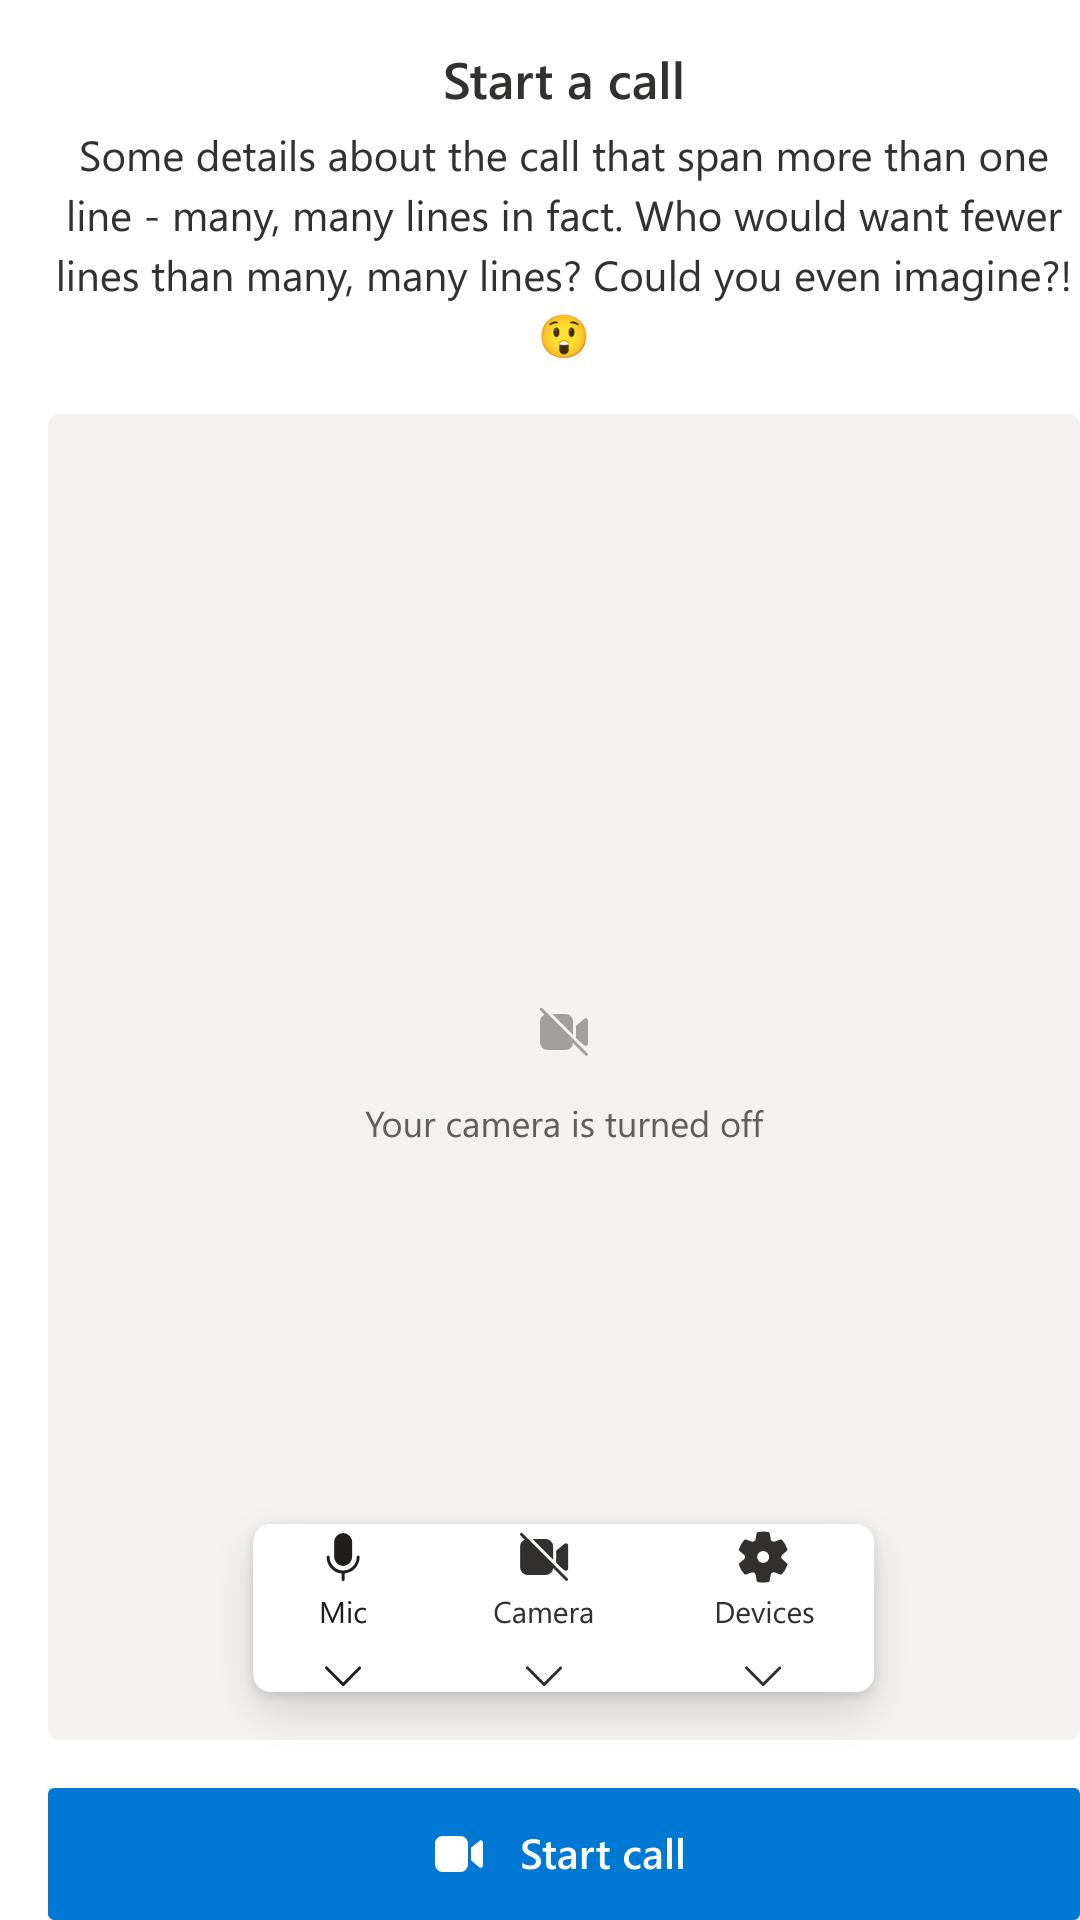 Start a call
Some details about the call that span more than one
line - many, many lines in fact. Who would want fewer
lines than many, many lines? Could you even imagine?!
😲
Your camera is turned off
Mic
Camera
Devices
Start call